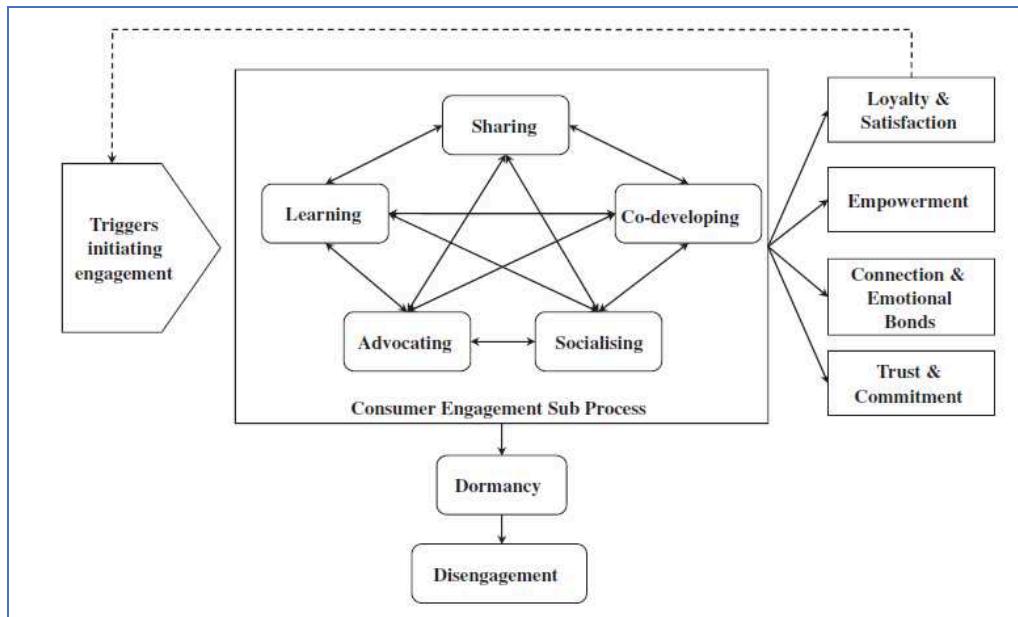 Loyalty &
Satisfaction
Sharing
Empowerment
Learning
Co-developing
Triggers
initiating
engagement
Connection &
Emotional
Bonds
Advocating
Socialising
Trust &
Commitment
Consumer Engagement Sub Process
Dormancy
Disengagement